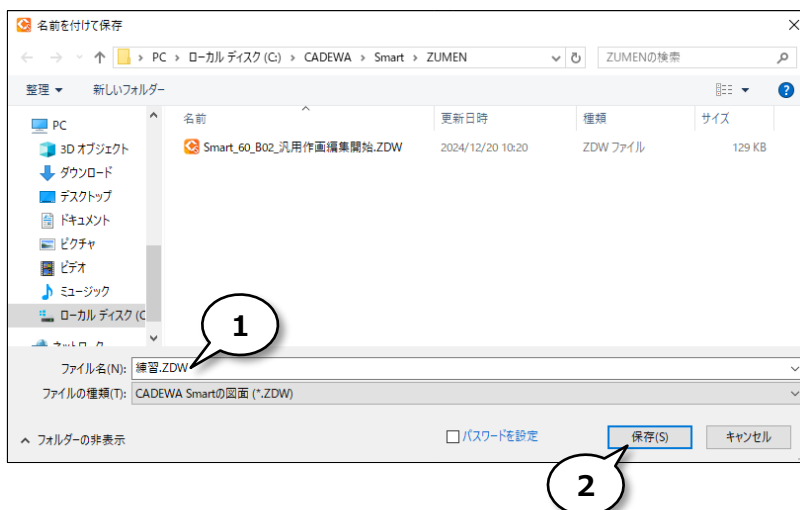 名前を付けて保存
PC › ローカル ディスク (C:) › CADEWA › Smart › ZUMEN
ZUMENの検索
整理
新しいフォルダー
名前 更新日時 種類 サイズ
Smart_60_B02_汎用作画編集開始.ZDW 2024/12/20 10:20 ZDW ファイル 129 KB
PC
3D オブジェクト
ダウンロード
デスクトップ
ドキュメント
ピクチャ
ビデオ
ミュージック
ローカル ディスク (C
ネットワーク
1
ファイル名(N): 練習.ZDW
ファイルの種類(T): CADEWA Smartの図面 (*.ZDW)
フォルダーの非表示
パスワードを設定
保存(S)
キャンセル
2